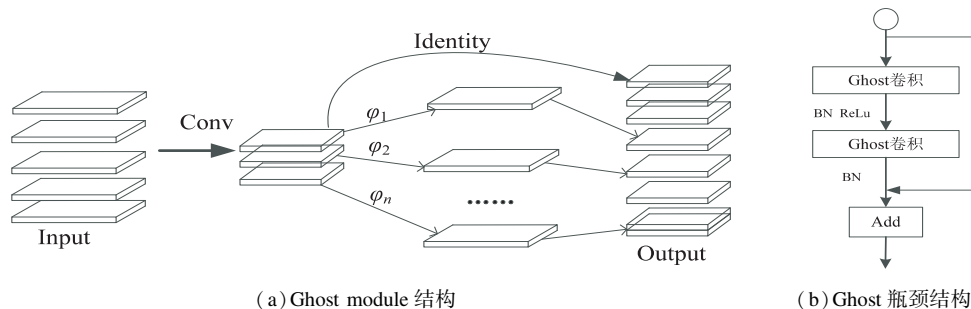 Identity
Conv
φ1
φ2
φn
……
Input
Output
(a) Ghost module 结构
Ghost卷积
BN ReLu
Ghost卷积
BN
Add
(b) Ghost 瓶颈结构